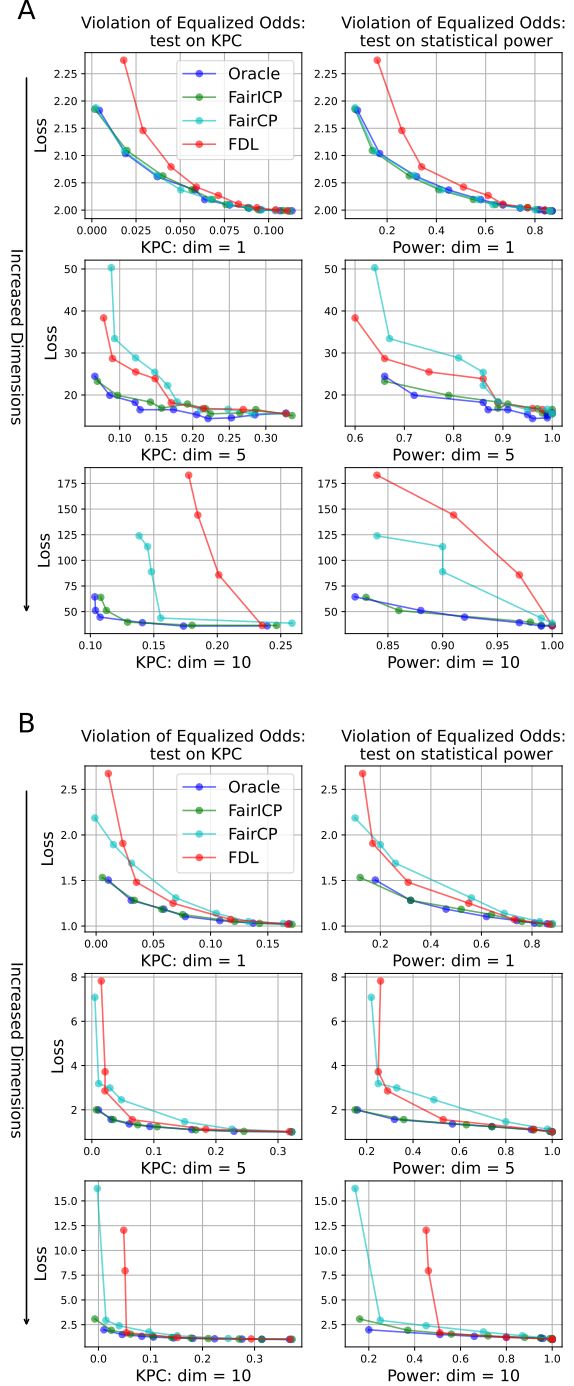 A
Violation of Equalized Odds:
test on KPC
Violation of Equalized Odds:
test on statistical power
Increased Dimensions
Loss
2.25
2.20
2.15
2.10
2.05
2.00
Oracle
FairICP
FairCP
FDL
0.000 0.025 0.050 0.075 0.100
KPC: dim = 1
0.2 0.4 0.6 0.8
Power: dim = 1
Loss
50
40
30
20
0.10 0.15 0.20 0.25 0.30
KPC: dim = 5
0.6 0.7 0.8 0.9 1.0
Power: dim = 5
Loss
175
150
125
100
75
50
0.10 0.15 0.20 0.25
KPC: dim = 10
0.85 0.90 0.95 1.00
Power: dim = 10
B
Violation of Equalized Odds:
test on KPC
Violation of Equalized Odds:
test on statistical power
Increased Dimensions
Loss
2.5
2.0
1.5
1.0
Oracle
FairICP
FairCP
FDL
0.00 0.05 0.10 0.15
KPC: dim = 1
0.2 0.4 0.6 0.8
Power: dim = 1
Loss
8
6
4
2
0.0 0.1 0.2 0.3
KPC: dim = 5
0.2 0.4 0.6 0.8 1.0
Power: dim = 5
Loss
15.0
12.5
10.0
7.5
5.0
2.5
0.0 0.1 0.2 0.3
KPC: dim = 10
0.2 0.4 0.6 0.8 1.0
Power: dim = 10